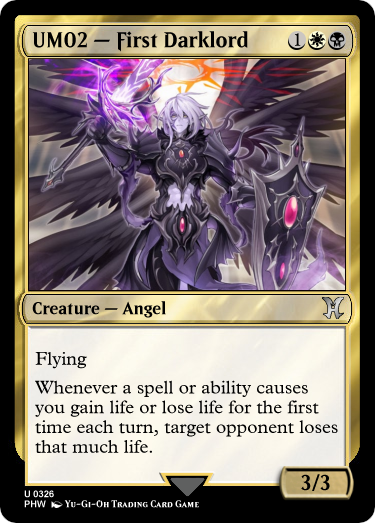 UMO2 — First Darklord 1
Creature — Angel
Flying
Whenever a spell or ability causes
you gain life or lose life for the first
time each turn, target opponent loses
that much life.
3/3
U 0326
PHW Yu-Gi-Oh Trading Card Game